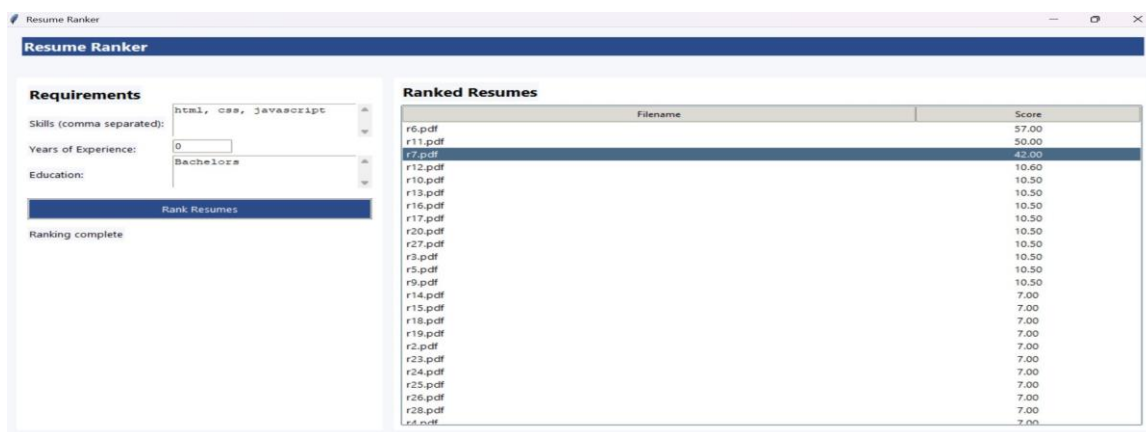 Resume Ranker
Resume Ranker
Requirements
Skills (comma separated):
html, css, javascript
Years of Experience:
0
Education:
Bachelors
Rank Resumes
Ranking complete
Ranked Resumes
Filename Score
r6.pdf 57.00
r11.pdf 50.00
r7.pdf 42.00
r12.pdf 10.60
r10.pdf 10.50
r13.pdf 10.50
r16.pdf 10.50
r17.pdf 10.50
r20.pdf 10.50
r27.pdf 10.50
r3.pdf 10.50
r5.pdf 10.50
r9.pdf 10.50
r14.pdf 7.00
r15.pdf 7.00
r18.pdf 7.00
r19.pdf 7.00
r2.pdf 7.00
r23.pdf 7.00
r24.pdf 7.00
r25.pdf 7.00
r26.pdf 7.00
r28.pdf 7.00
r4.pdf 7.00